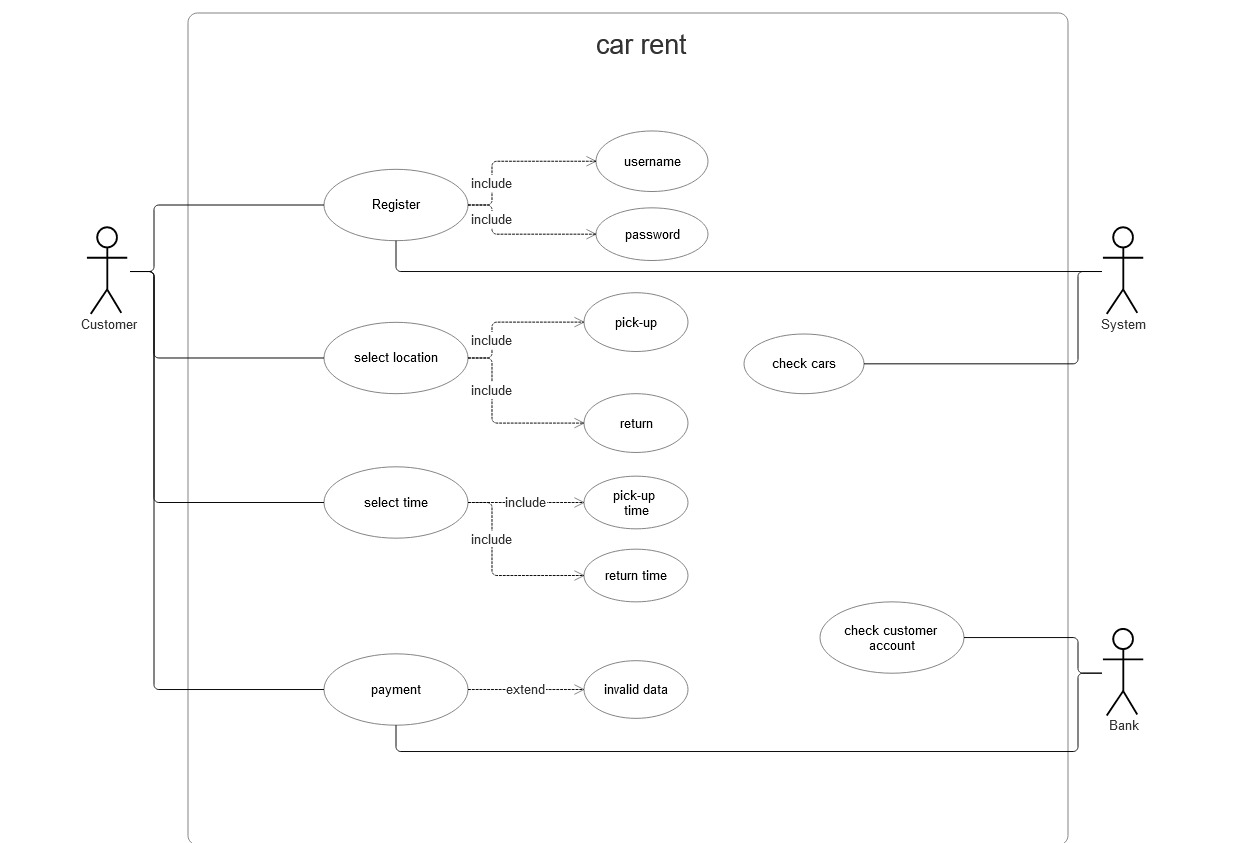 car rent
username
include
Register
include
password
Customer
System
pick-up
include
select location
check cars
include
return
select time
include
pick-up
time
include
return time
check customer
account
payment
extend
invalid data
Bank